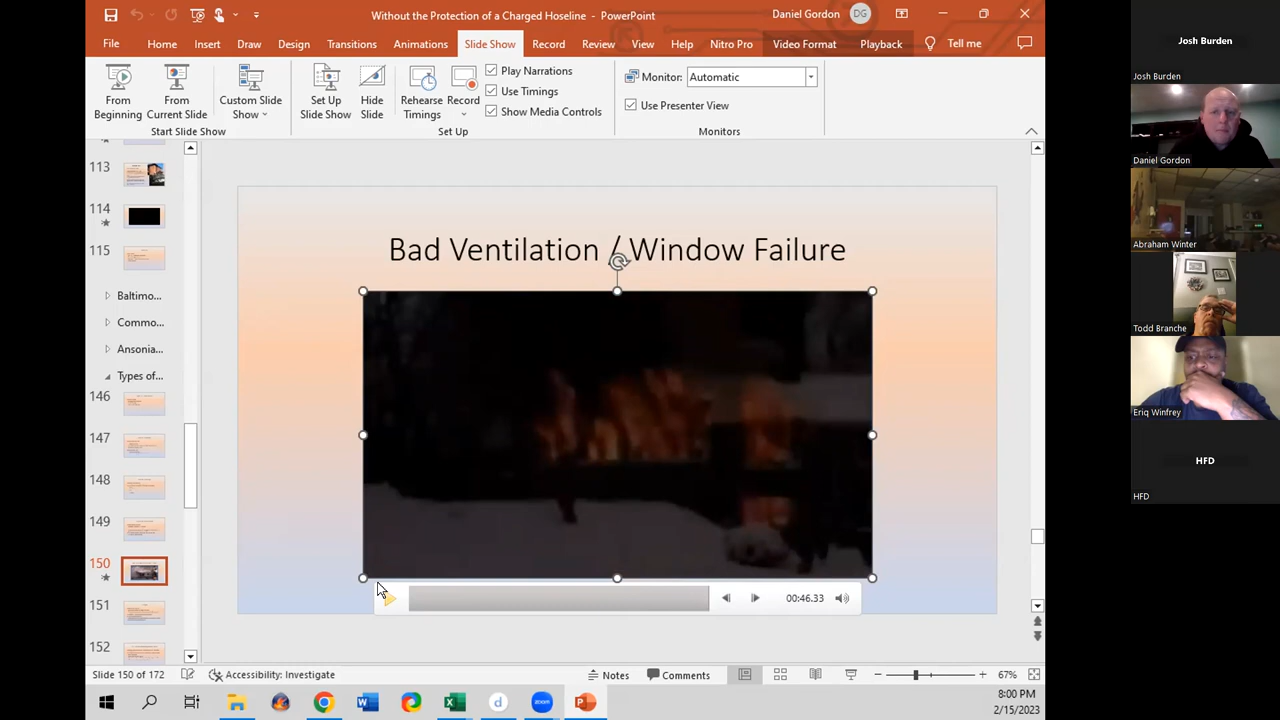 Without the Protection of a Charged Hoseline - PowerPoint
Daniel Gordon
DG
File
Home
Insert
Draw
Design
Transitions
Animations
Slide Show
Record
Review
View
Help
Nitro Pro
Video Format
Playback
Tell me
From Beginning
From Current Slide
Custom Slide Show
Set Up Slide Show
Hide Slide
Rehearse Timings
Record
Play Narrations
Use Timings
Show Media Controls
Monitor:
Automatic
Use Presenter View
Start Slide Show
Set Up
Monitors
113
114
115
Baltimo...
Commo...
Ansonia...
Types of...
146
147
148
149
150
151
152
Bad Ventilation / Window Failure
00:46.33
Slide 150 of 172
Accessibility: Investigate
Notes
Comments
67%
8:00 PM
2/15/2023
Josh Burden
Josh Burden
Daniel Gordon
Abraham Winter
Todd Branche
Eriq Winfrey
HFD
HFD